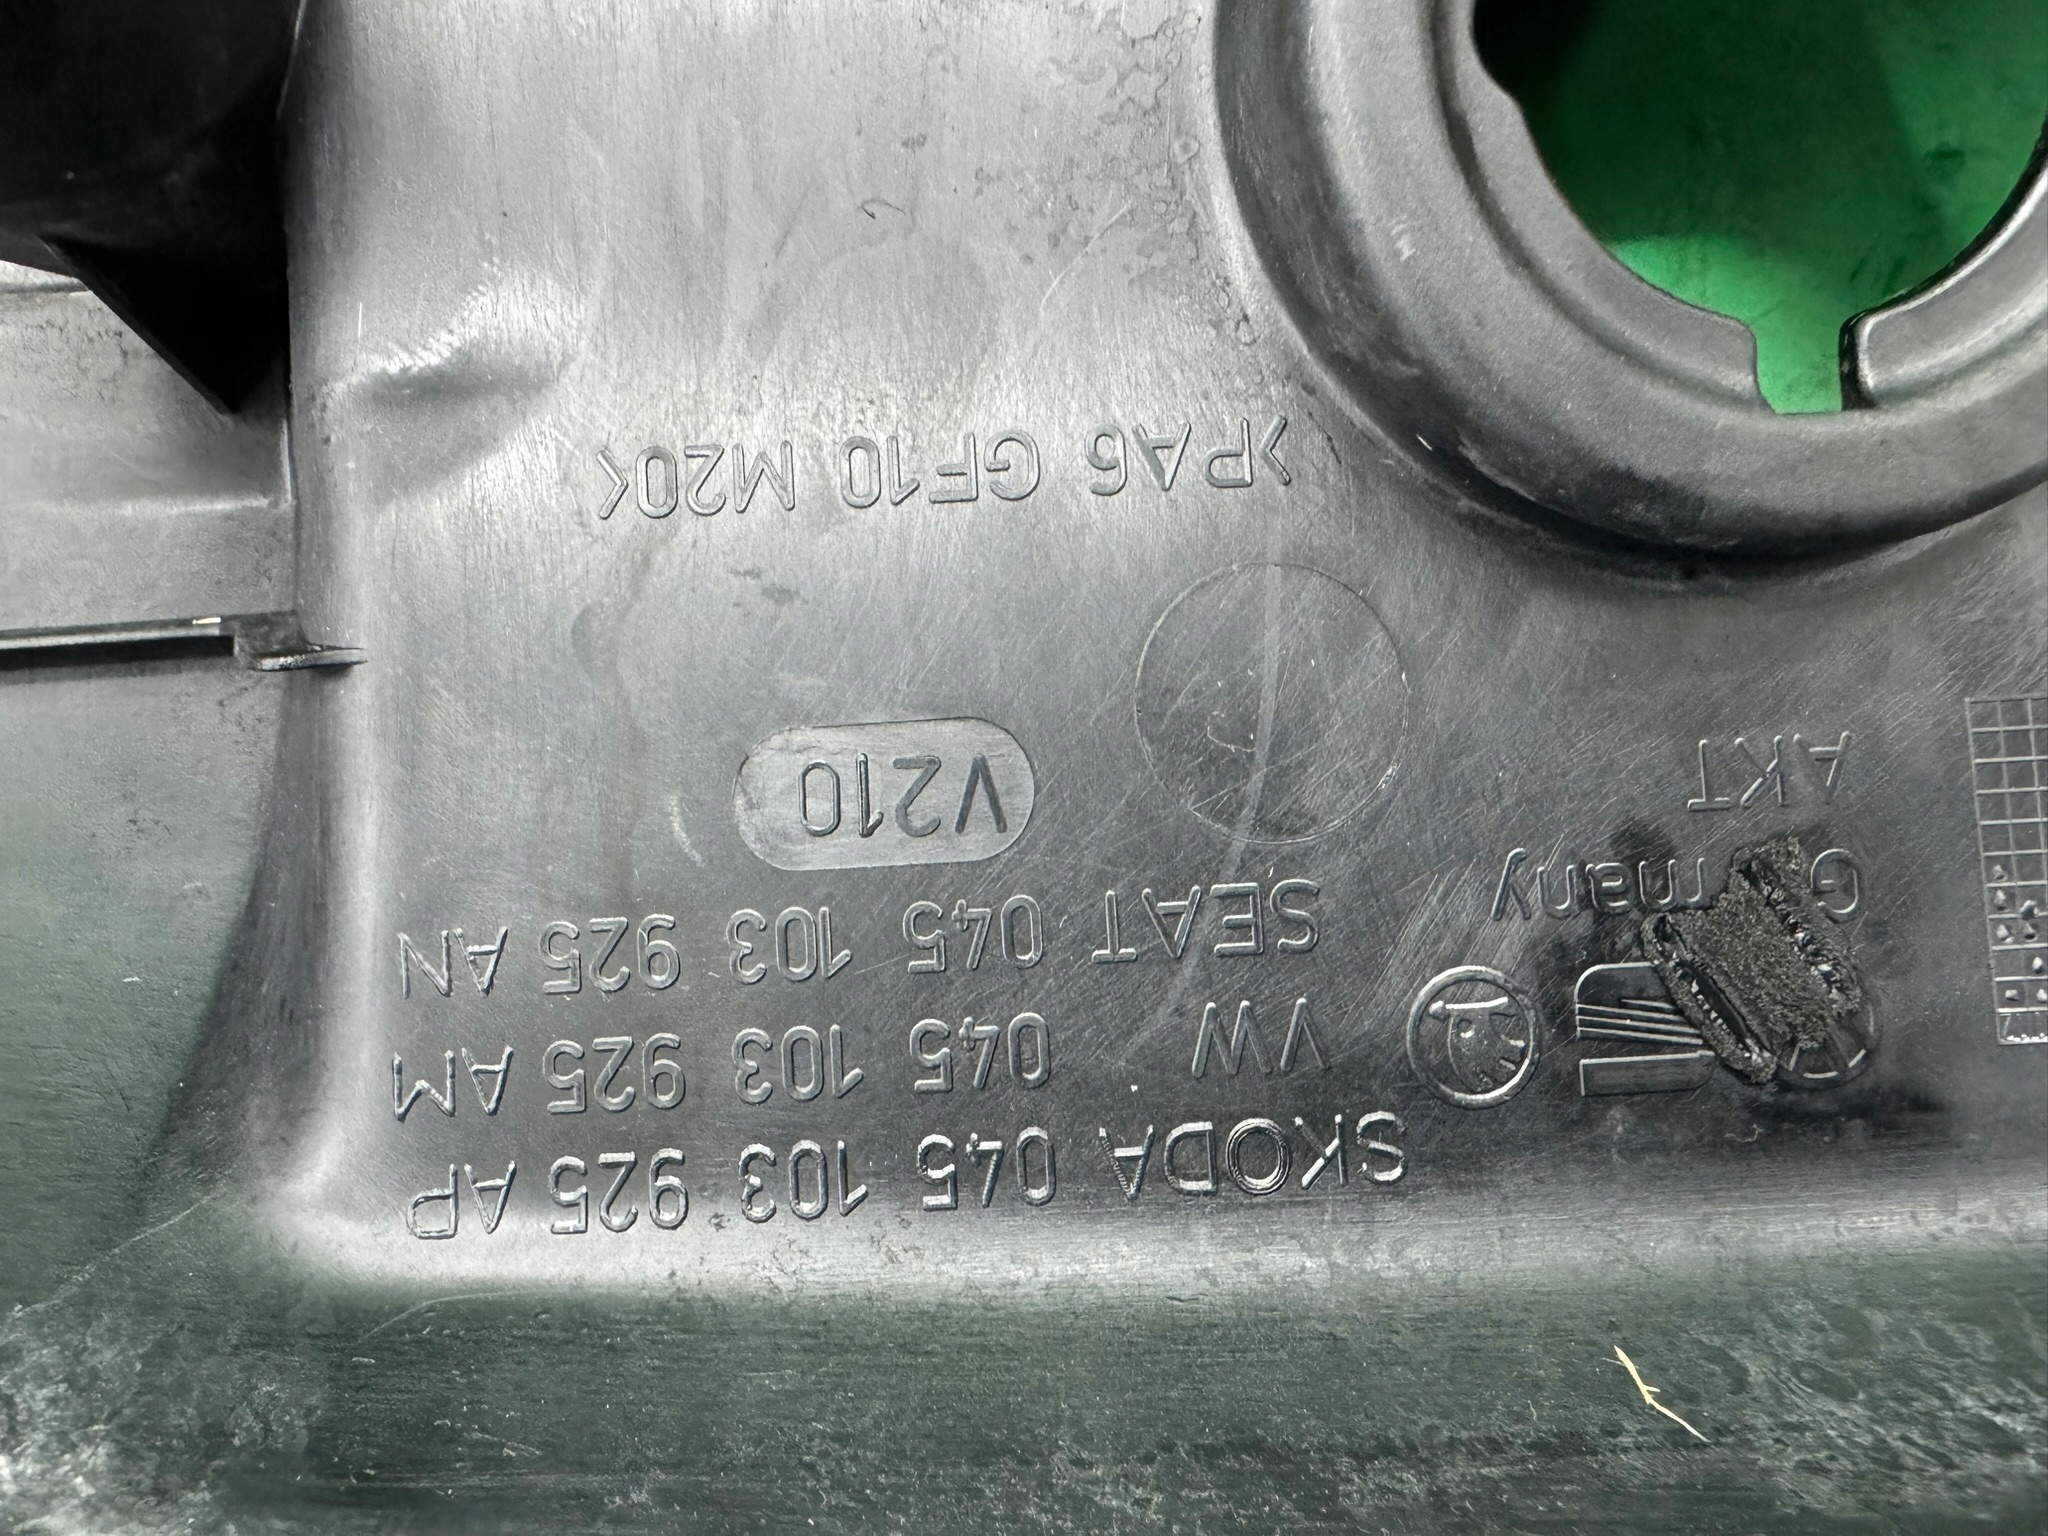 SKODA 045 103 925 AP
VW 045 103 925 AM
SEAT 045 103 925 AN
G many
V210
AKT
>PA6 GF10 M20<